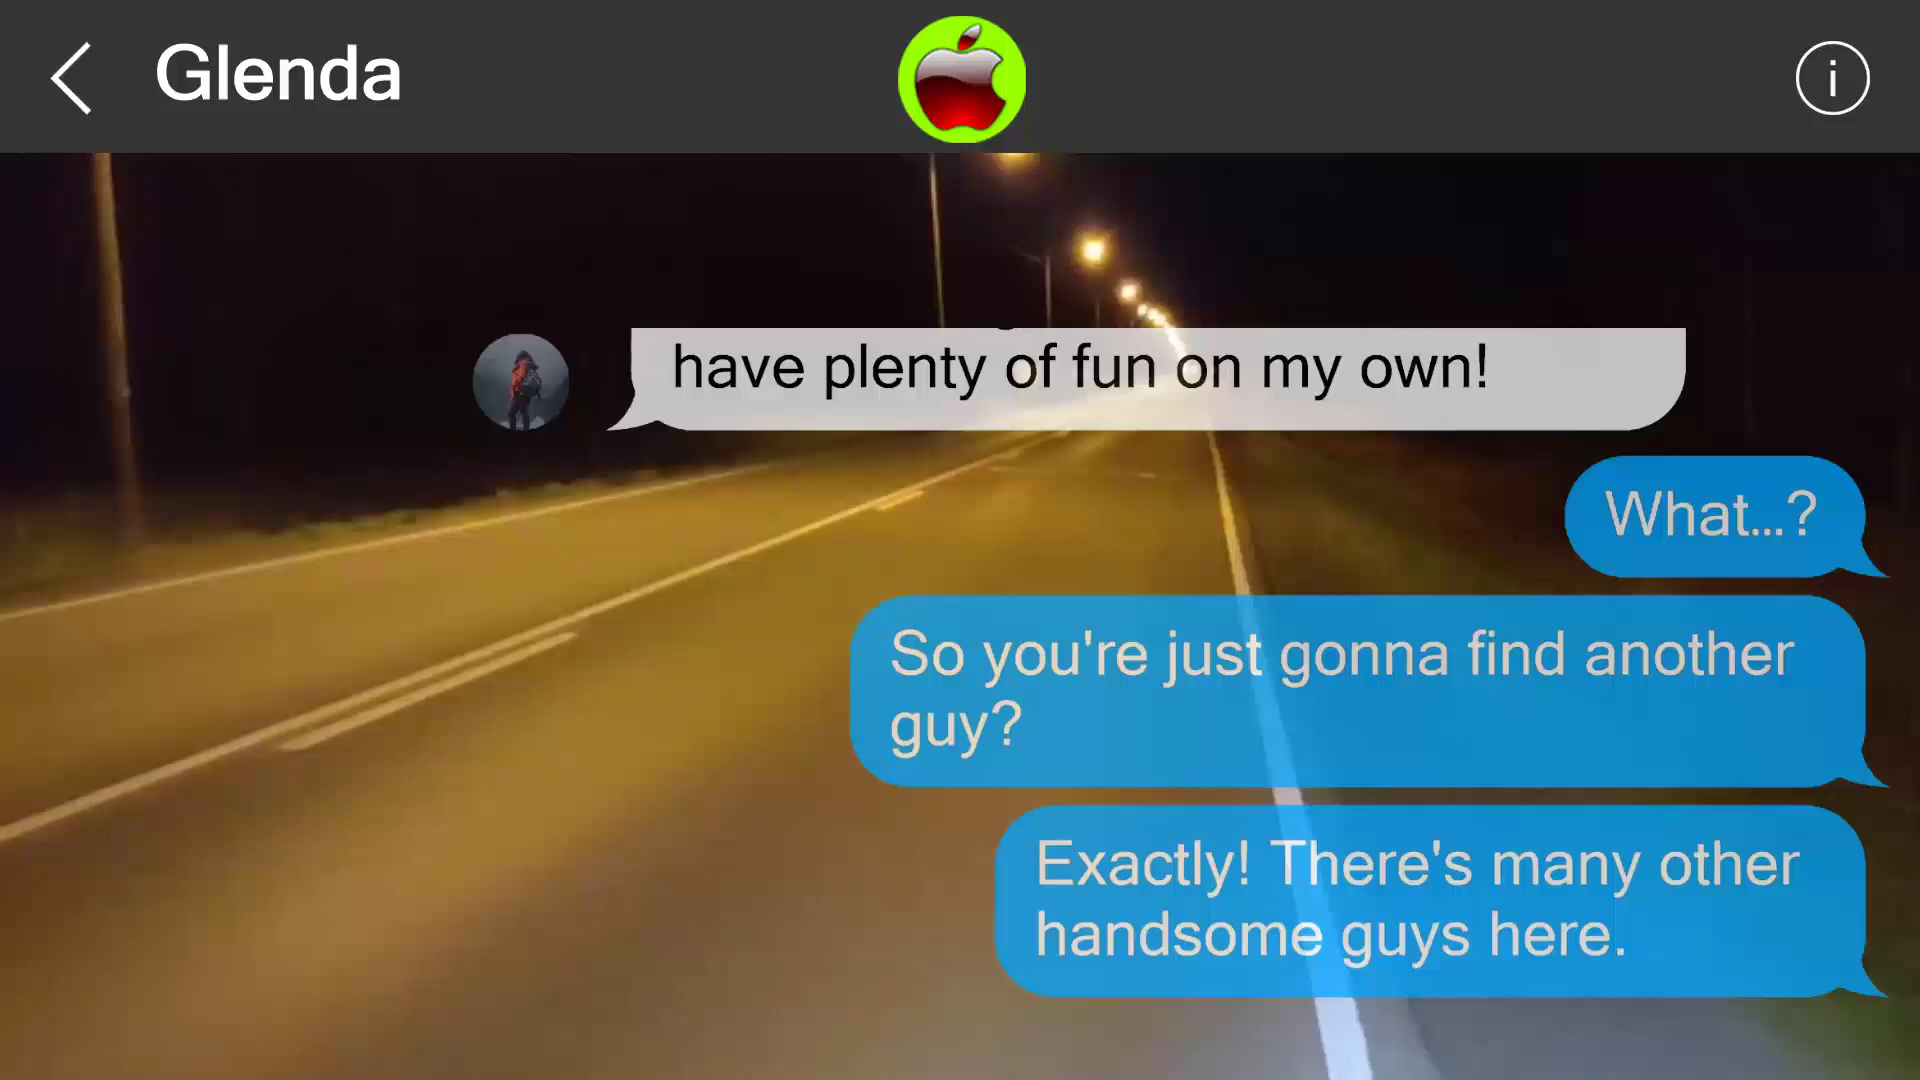 Glenda
i
have plenty of fun on my own!
What...?
So you're just gonna find another
guy?
Exactly! There's many other
handsome guys here.